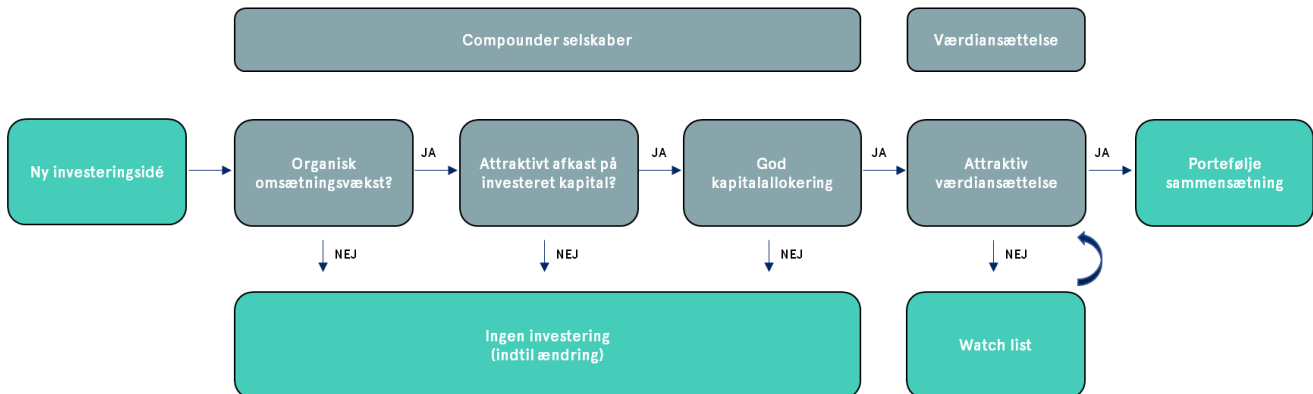 Compounder selskaber
Værdiansættelse
Ny investeringsidé
Organisk
omsætningsvækst?
JA
Attraktivt afkast på
investeret kapital?
JA
God
kapitalallokering
JA
Attraktiv
værdiansættelse
JA
Portefølje
sammensætning
NEJ
NEJ
NEJ
NEJ
Ingen investering
(indtil ændring)
Watch list